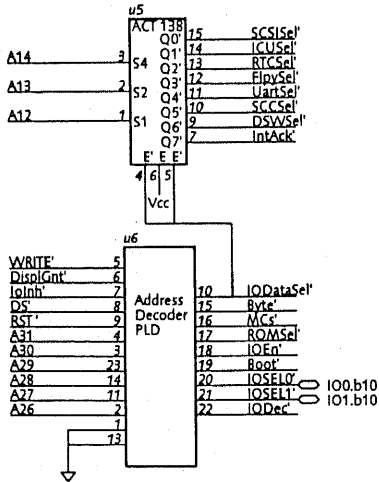 u5
ACT 138
A14 3 S4 Q0' 15 SCSISel'
Q1' 14 ICUSel'
Q2' 13 RTCSel'
A13 2 S2 Q3' 12 FlpySel'
Q4' 11 UartSel'
Q5' 10 SCCSel'
A12 1 S1 Q6' 9 DSWSel'
Q7' 7 IntAck'
E' E E'
4 6 5
Vcc
u6
Address
Decoder
PLD
WRITE' 5
DisplGnt' 6
IoInh' 7
DS' 8
RST' 9
A31 4
A30 3
A29 23
A28 14
A27 11
A26 2
1
13
10 IODataSel'
15 Byte'
16 MCs'
17 ROMSel'
18 IOEn'
19 Boot'
20 IOSEL0' IO0.b10
21 IOSEL1' IO1.b10
22 IODec'